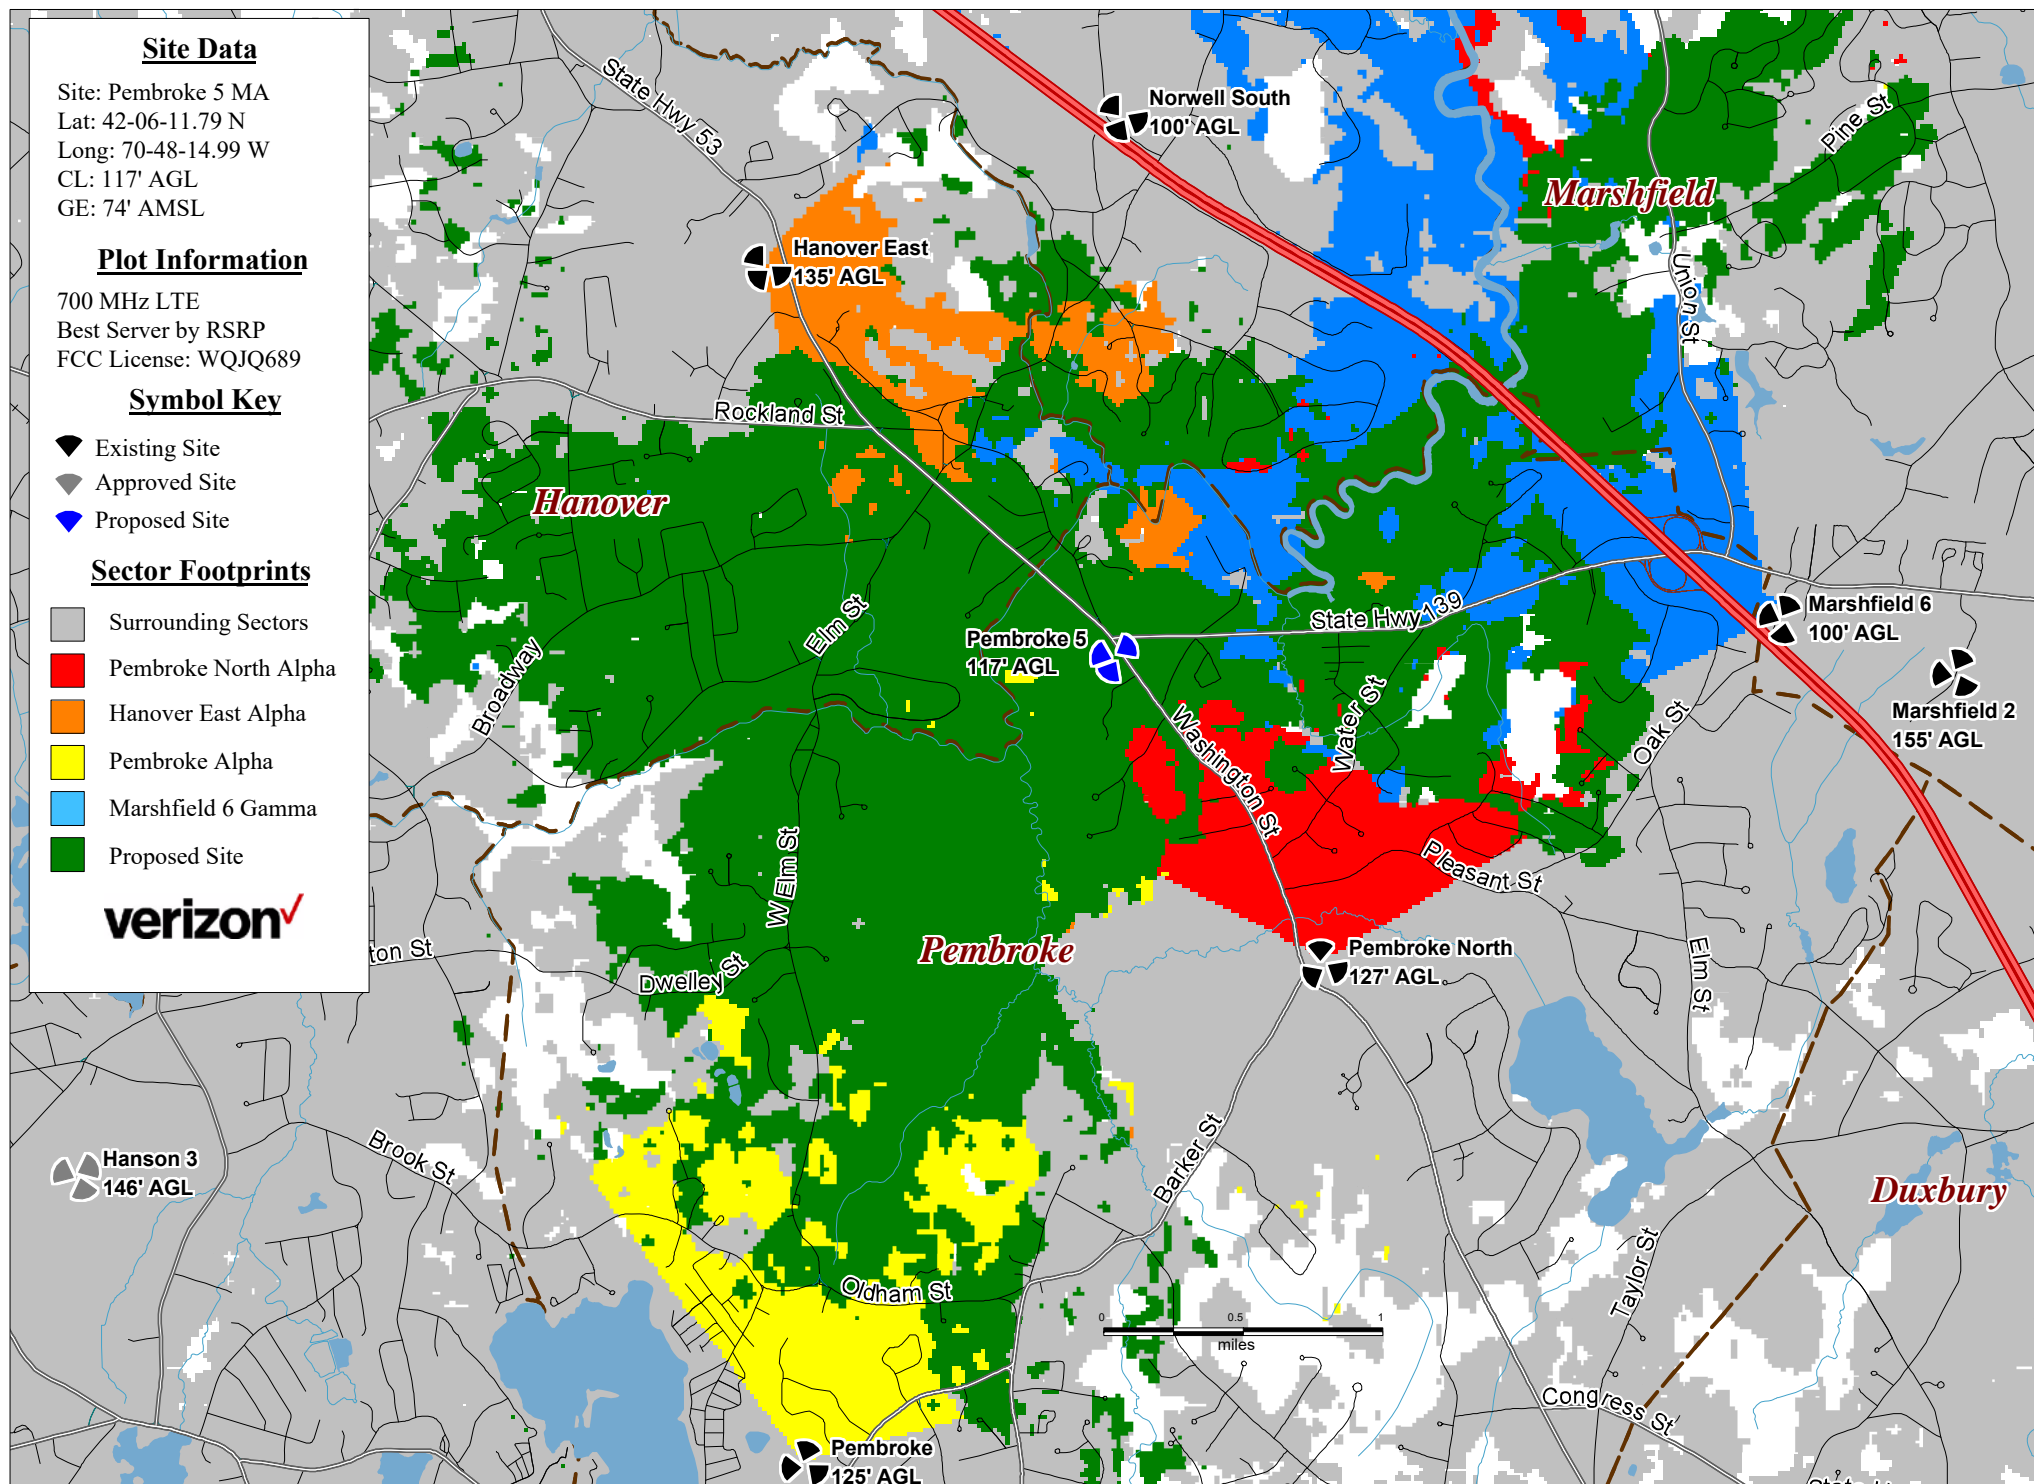 Site Data
Site: Pembroke 5 MA
Lat: 42-06-11.79 N
Long: 70-48-14.99 W
CL: 117' AGL
GE: 74' AMSL
Plot Information
700 MHz LTE
Best Server by RSRP
FCC License: WQJQ689
Symbol Key
Existing Site
Approved Site
Proposed Site
Sector Footprints
Surrounding Sectors
Pembroke North Alpha
Hanover East Alpha
Pembroke Alpha
Marshfield 6 Gamma
Proposed Site
verizon
State Hwy 53
Norwell South
100' AGL
Pine St
Marshfield
Hanover East
135' AGL
Union St
Rockland St
Hanover
Elm St
State Hwy 139
Marshfield 6
100' AGL
Pembroke 5
117' AGL
Broadway
Water St
Washington St
Oak St
Marshfield 2
155' AGL
W Elm St
Pleasant St
ton St
Dwelley St
Pembroke
Pembroke North
127' AGL
Elm St
Hanson 3
146' AGL
Brook St
Barker St
Duxbury
Taylor St
Oldham St
0 0.5 1
miles
Congress St
Pembroke
125' AGL